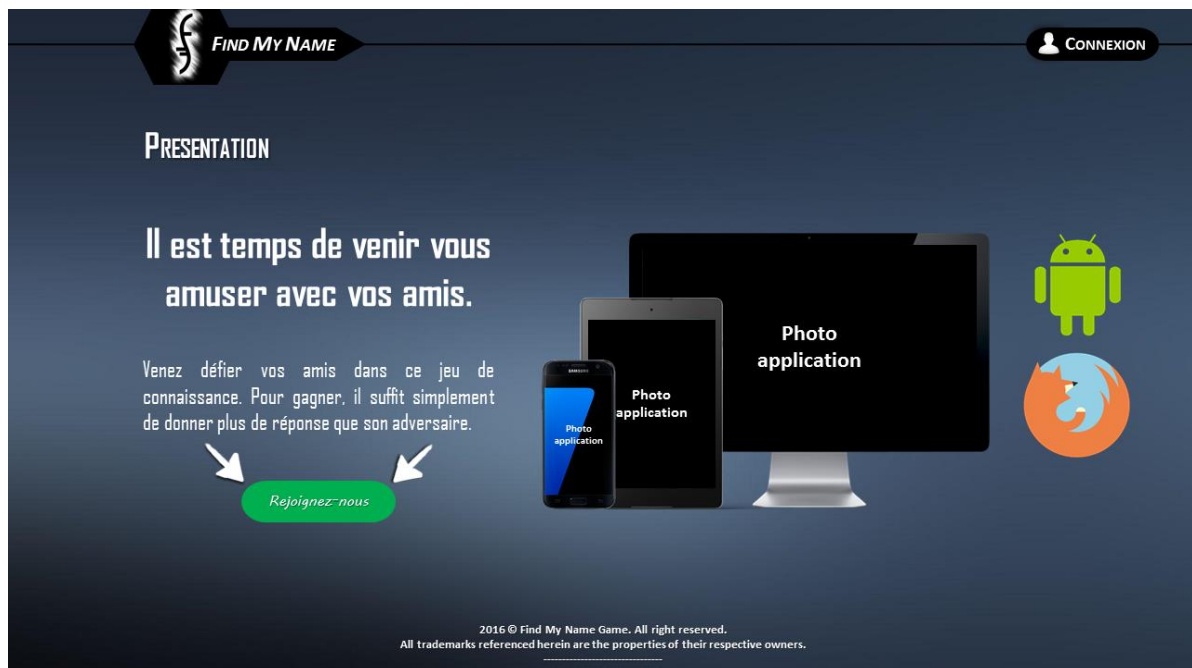 FIND MY NAME
CONNEXION
PRESENTATION
Il est temps de venir vous
amuser avec vos amis.
Venez défier vos amis dans ce jeu de
connaissance. Pour gagner, il suffit simplement
de donner plus de réponse que son adversaire.
Rejoignez-nous
SAMSUNG
Photo
application
Photo
application
Photo
application
2016 © Find My Name Game. All right reserved.
All trademarks referenced herein are the properties of their respective owners.
--------------------------------